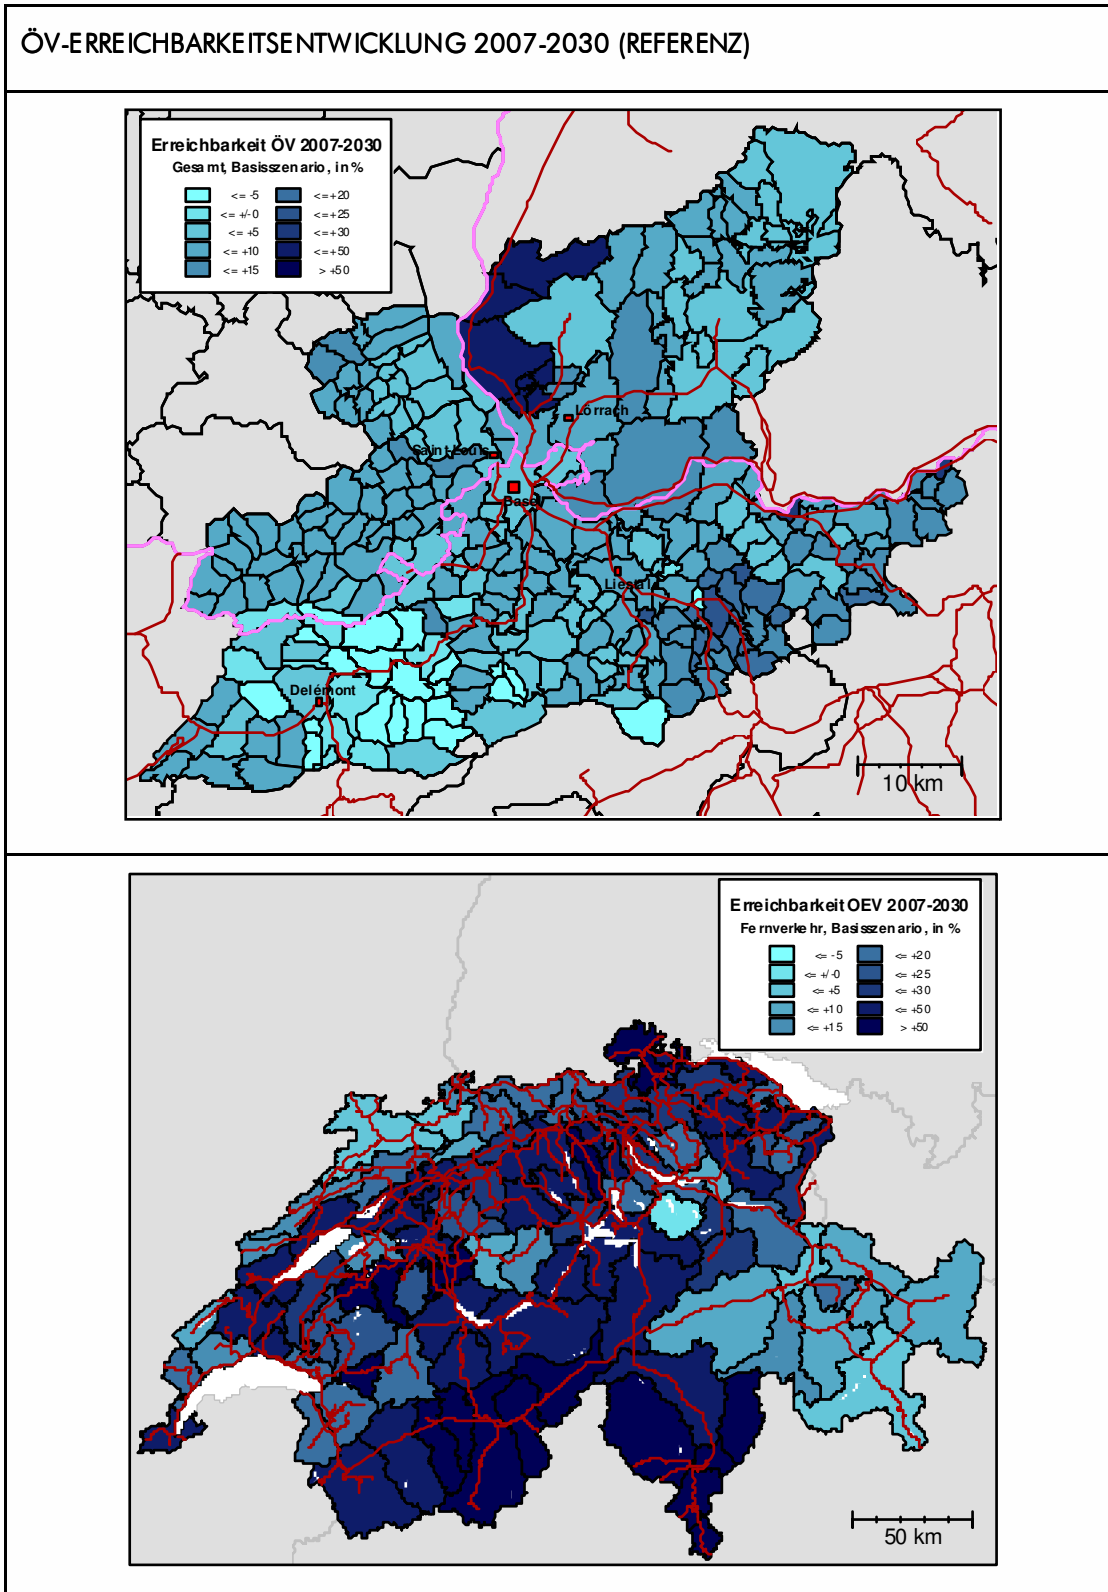 ÖV-ERREICHBARKEITSENTWICKLUNG 2007-2030 (REFERENZ)
Erreichbarkeit ÖV 2007-2030
Gesamt, Basisszenario, in %
<= -5 <=+20
<= +/-0 <=+25
<= +5 <=+30
<= +10 <=+50
<= +15 > +50
Lörrach
Saint-Louis
Basel
Liestal
Delémont
10 km
Erreichbarkeit OEV 2007-2030
Fernverkehr, Basisszenario, in %
<= -5 <= +20
<= +/-0 <= +25
<= +5 <= +30
<= +10 <= +50
<= +15 > +50
50 km